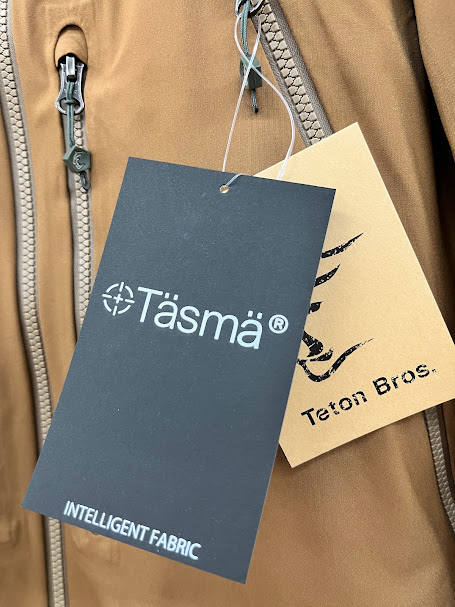 Täsmä®
INTELLIGENT FABRIC
Teton Bros.